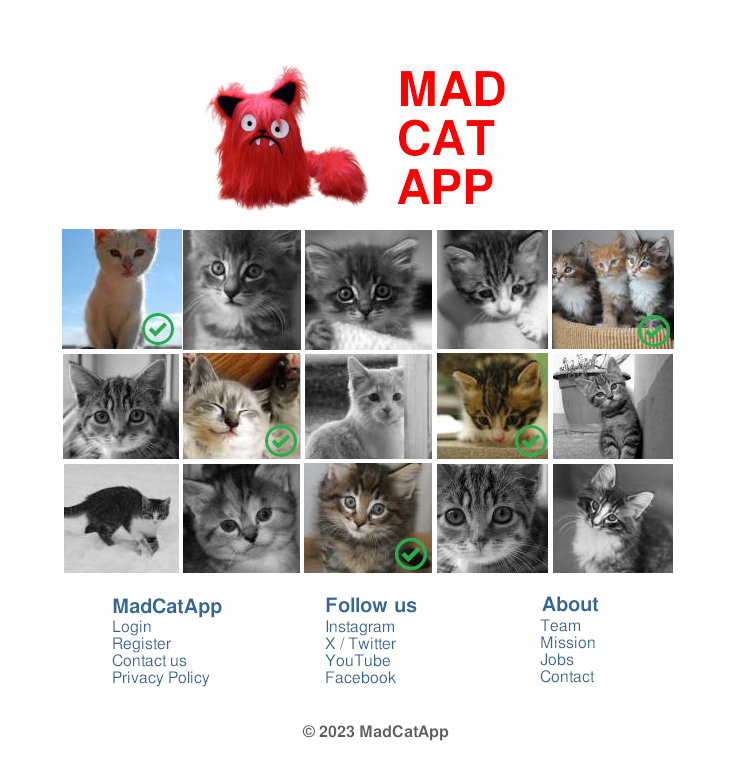 MAD
CAT
APP
MadCatApp
Login
Register
Contact us
Privacy Policy
Follow us
Instagram
X / Twitter
YouTube
Facebook
About
Team
Mission
Jobs
Contact
© 2023 MadCatApp